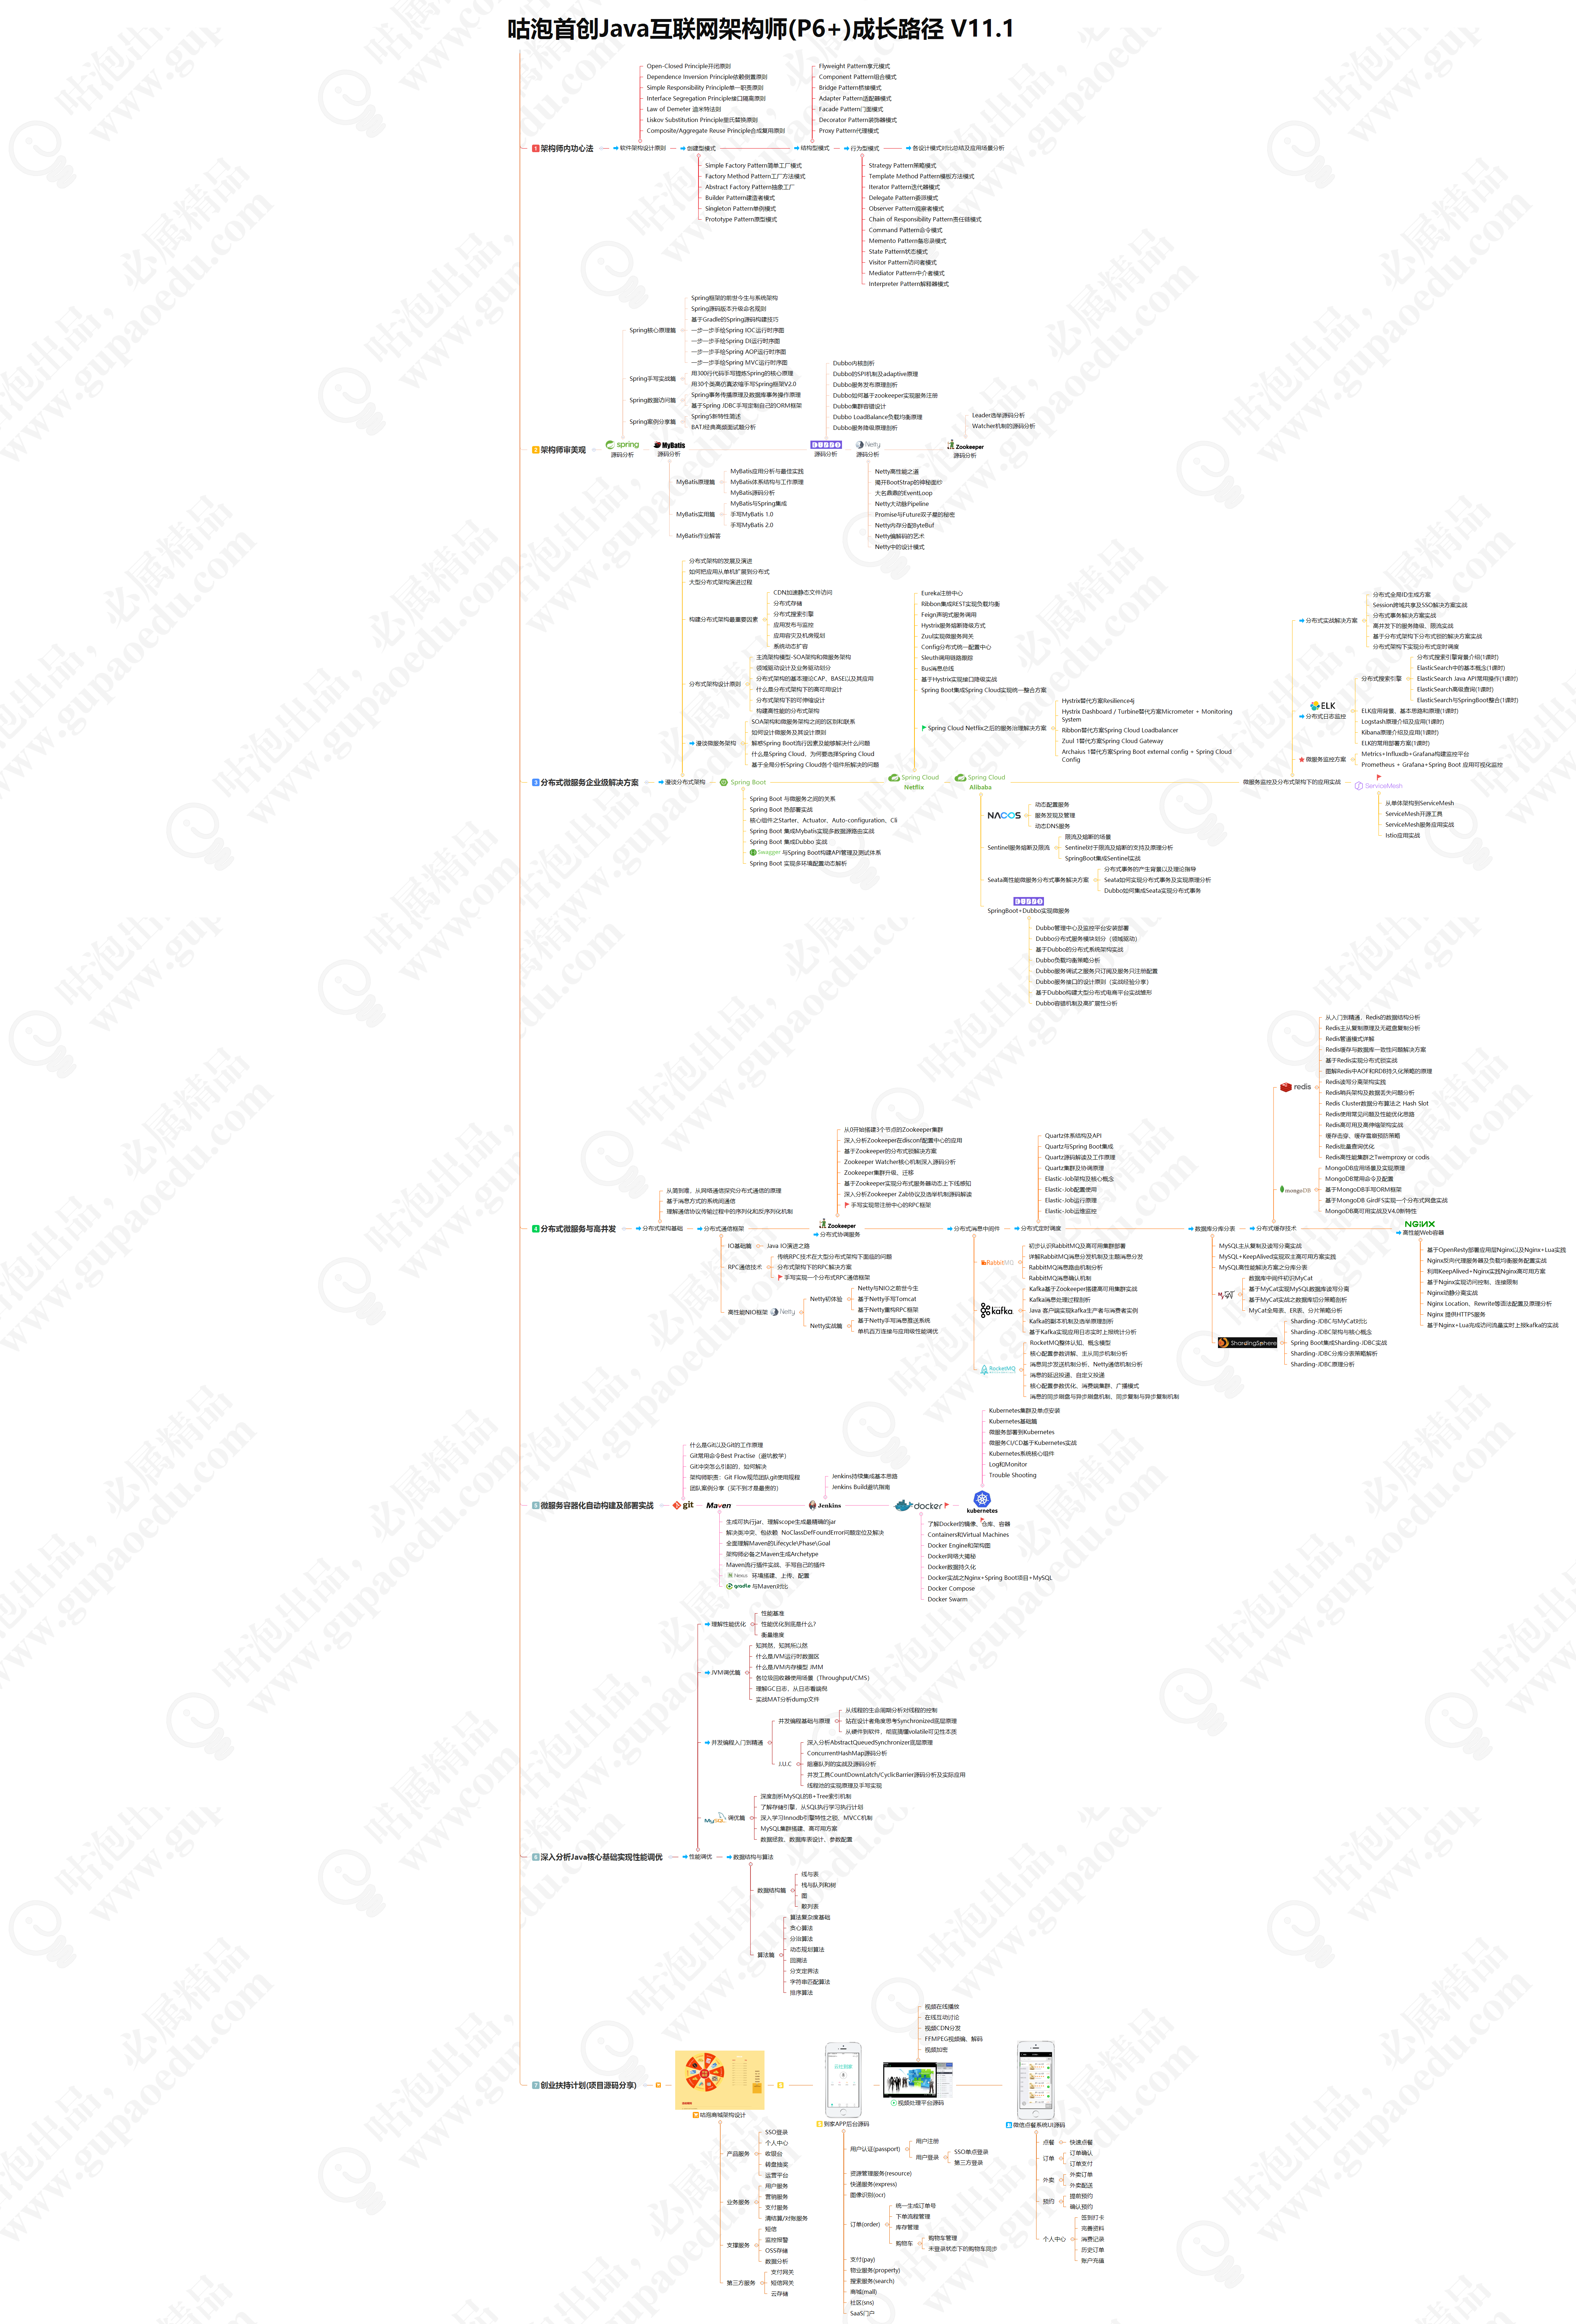 咕泡首创Java互联网架构师(P6+)成长路径 V11.1
Open-Closed Principle开闭原则
Dependence Inversion Principle依赖倒置原则
Simple Responsibility Principle单一职责原则
Interface Segregation Principle接口隔离原则
Law of Demeter 迪米特法则
Liskov Substitution Principle里氏替换原则
Composite/Aggregate Reuse Principle合成复用原则
Flyweight Pattern享元模式
Component Pattern组合模式
Bridge Pattern桥接模式
Adapter Pattern适配器模式
Facade Pattern门面模式
Decorator Pattern装饰器模式
Proxy Pattern代理模式
1 架构师内功心法
软件架构设计原则
创建型模式
结构型模式
行为型模式
各设计模式对比总结及应用场景分析
Simple Factory Pattern简单工厂模式
Factory Method Pattern工厂方法模式
Abstract Factory Pattern抽象工厂
Builder Pattern建造者模式
Singleton Pattern单例模式
Prototype Pattern原型模式
Strategy Pattern策略模式
Template Method Pattern模板方法模式
Iterator Pattern迭代器模式
Delegate Pattern委派模式
Observer Pattern观察者模式
Chain of Responsibility Pattern责任链模式
Command Pattern命令模式
Memento Pattern备忘录模式
State Pattern状态模式
Visitor Pattern访问者模式
Mediator Pattern中介者模式
Interpreter Pattern解释器模式
Spring核心原理篇
Spring框架的前世今生与系统架构
Spring源码版本升级命名规则
基于Gradle的Spring源码构建技巧
一步一步手绘Spring IOC运行时序图
一步一步手绘Spring DI运行时序图
一步一步手绘Spring AOP运行时序图
一步一步手绘Spring MVC运行时序图
Spring手写实战篇
用300行代码手写提炼Spring的核心原理
用30个类高仿真浓缩手写Spring框架V2.0
Spring数据访问篇
Spring事务传播原理及数据库事务操作原理
基于Spring JDBC手写定制自己的ORM框架
Spring案例分享篇
Spring5新特性简述
BATJ经典高频面试题分析
Dubbo内核剖析
Dubbo的SPI机制及adaptive原理
Dubbo服务发布原理剖析
Dubbo如何基于zookeeper实现服务注册
Dubbo集群容错设计
Dubbo LoadBalance负载均衡原理
Dubbo服务降级原理剖析
Leader选举源码分析
Watcher机制的源码分析
2 架构师审美观
spring
源码分析
MyBatis
源码分析
DUBBO
源码分析
Netty
源码分析
Zookeeper
源码分析
MyBatis原理篇
MyBatis应用分析与最佳实践
MyBatis体系结构与工作原理
MyBatis源码分析
MyBatis实用篇
MyBatis与Spring集成
手写MyBatis 1.0
手写MyBatis 2.0
MyBatis作业解答
Netty高性能之道
揭开BootStrap的神秘面纱
大名鼎鼎的EventLoop
Netty大动脉Pipeline
Promise与Future双子星的秘密
Netty内存分配ByteBuf
Netty编解码的艺术
Netty中的设计模式
分布式架构的发展及演进
如何把应用从单机扩展到分布式
大型分布式架构演进过程
构建分布式架构最重要因素
CDN加速静态文件访问
分布式存储
分布式搜索引擎
应用发布与监控
应用容灾及机房规划
系统动态扩容
分布式架构设计原则
主流架构模型-SOA架构和微服务架构
领域驱动设计及业务驱动划分
分布式架构的基本理论CAP、BASE以及其应用
什么是分布式架构下的高可用设计
分布式架构下的可伸缩设计
构建高性能的分布式架构
漫谈微服务架构
SOA架构和微服务架构之间的区别和联系
如何设计微服务及其设计原则
解惑Spring Boot流行因素及能够解决什么问题
什么是Spring Cloud，为何要选择Spring Cloud
基于全局分析Spring Cloud各个组件所解决的问题
Eureka注册中心
Ribbon集成REST实现负载均衡
Feign声明式服务调用
Hystrix服务熔断降级方式
Zuul实现微服务网关
Config分布式统一配置中心
Sleuth调用链路跟踪
Bus消息总线
基于Hystrix实现接口降级实战
Spring Boot集成Spring Cloud实现统一整合方案
Spring Cloud Netflix之后的服务治理解决方案
Hystrix替代方案Resilience4j
Hystrix Dashboard / Turbine替代方案Micrometer + Monitoring
System
Ribbon替代方案Spring Cloud Loadbalancer
Zuul 1替代方案Spring Cloud Gateway
Archaius 1替代方案Spring Boot external config + Spring Cloud
Config
分布式实战解决方案
分布式全局ID生成方案
Session跨域共享及SSO解决方案实战
分布式事务解决方案实战
高并发下的服务降级、限流实战
基于分布式架构下分布式锁的解决方案实战
分布式架构下实现分布式定时调度
ELK
分布式日志监控
分布式搜索引擎
分布式搜索引擎背景介绍(1课时)
ElasticSearch中的基本概念(1课时)
ElasticSearch Java API常用操作(1课时)
ElasticSearch高级查询(1课时)
ElasticSearch与SpringBoot整合(1课时)
ELK应用背景、基本思路和原理(1课时)
Logstash原理介绍及应用(1课时)
Kibana原理介绍及应用(1课时)
ELK的常用部署方案(1课时)
微服务监控方案
Metrics+Influxdb+Grafana构建监控平台
Prometheus + Grafana+Spring Boot 应用可视化监控
3 分布式微服务企业级解决方案
漫谈分布式架构
Spring Boot
Spring Cloud
Netflix
Spring Cloud
Alibaba
微服务监控及分布式架构下的应用实战
ServiceMesh
Spring Boot 与微服务之间的关系
Spring Boot 热部署实战
核心组件之Starter、Actuator、Auto-configuration、Cli
Spring Boot 集成Mybatis实现多数据源路由实战
Spring Boot 集成Dubbo 实战
Swagger 与Spring Boot构建API管理及测试体系
Spring Boot 实现多环境配置动态解析
NACOS
动态配置服务
服务发现及管理
动态DNS服务
Sentinel服务熔断及限流
限流及熔断的场景
Sentinel对于限流及熔断的支持及原理分析
SpringBoot集成Sentinel实战
Seata高性能微服务分布式事务解决方案
分布式事务的产生背景以及理论指导
Seata如何实现分布式事务及实现原理分析
Dubbo如何集成Seata实现分布式事务
DUBBO
SpringBoot+Dubbo实现微服务
Dubbo管理中心及监控平台安装部署
Dubbo分布式服务模块划分（领域驱动）
基于Dubbo的分布式系统架构实战
Dubbo负载均衡策略分析
Dubbo服务调试之服务只订阅及服务只注册配置
Dubbo服务接口的设计原则（实战经验分享）
基于Dubbo构建大型分布式电商平台实战雏形
Dubbo容错机制及高扩展性分析
从单体架构到ServiceMesh
ServiceMesh开源工具
ServiceMesh服务应用实战
Istio应用实战
redis
从入门到精通，Redis的数据结构分析
Redis主从复制原理及无磁盘复制分析
Redis管道模式详解
Redis缓存与数据库一致性问题解决方案
基于Redis实现分布式锁实战
图解Redis中AOF和RDB持久化策略的原理
Redis读写分离架构实践
Redis哨兵架构及数据丢失问题分析
Redis Cluster数据分布算法之 Hash Slot
Redis使用常见问题及性能优化思路
Redis高可用及高伸缩架构实战
缓存击穿、缓存雪崩预防策略
Redis批量查询优化
Redis高性能集群之Twemproxy or codis
mongoDB
MongoDB应用场景及实现原理
MongoDB常用命令及配置
基于MongoDB手写ORM框架
基于MongoDB GirdFS实现一个分布式网盘实战
MongoDB高可用实战及V4.0新特性
从0开始搭建3个节点的Zookeeper集群
深入分析Zookeeper在disconf配置中心的应用
基于Zookeeper的分布式锁解决方案
Zookeeper Watcher核心机制深入源码分析
Zookeeper集群升级、迁移
基于Zookeeper实现分布式服务器动态上下线感知
深入分析Zookeeper Zab协议及选举机制源码解读
手写实现带注册中心的RPC框架
Quartz体系结构及API
Quartz与Spring Boot集成
Quartz源码解读及工作原理
Quartz集群及协调原理
Elastic-Job架构及核心概念
Elastic-Job配置使用
Elastic-Job运行原理
Elastic-Job运维监控
从简到难，从网络通信探究分布式通信的原理
基于消息方式的系统间通信
理解通信协议传输过程中的序列化和反序列化机制
4 分布式微服务与高并发
分布式架构基础
分布式通信框架
Zookeeper
分布式协调服务
分布式消息中间件
分布式定时调度
数据库分库分表
分布式缓存技术
NGINX
高性能Web容器
IO基础篇
Java IO演进之路
RPC通信技术
传统RPC技术在大型分布式架构下面临的问题
分布式架构下的RPC解决方案
手写实现一个分布式RPC通信框架
高性能NIO框架 Netty
Netty初体验
Netty与NIO之前世今生
基于Netty手写Tomcat
基于Netty重构RPC框架
Netty实战篇
基于Netty手写消息推送系统
单机百万连接与应用级性能调优
RabbitMQ
初步认识RabbitMQ及高可用集群部署
详解RabbitMQ消息分发机制及主题消息分发
RabbitMQ消息路由机制分析
RabbitMQ消息确认机制
kafka
Kafka基于Zookeeper搭建高可用集群实战
Kafka消息处理过程剖析
Java 客户端实现kafka生产者与消费者实例
Kafka的副本机制及选举原理剖析
基于Kafka实现应用日志实时上报统计分析
RocketMQ
RocketMQ整体认知、概念模型
核心配置参数讲解、主从同步机制分析
消息同步发送机制分析、Netty通信机制分析
消息的延迟投递、自定义投递
核心配置参数优化、消费端集群、广播模式
消息的同步刷盘与异步刷盘机制、同步复制与异步复制机制
MySQL主从复制及读写分离实战
MySQL+KeepAlived实现双主高可用方案实践
MySQL高性能解决方案之分库分表
MyCAT
数据库中间件初识MyCat
基于MyCat实现MySQL数据库读写分离
基于MyCat实战之数据库切分策略剖析
MyCat全局表、ER表、分片策略分析
ShardingSphere
Sharding-JDBC与MyCat对比
Sharding-JDBC架构与核心概念
Spring Boot集成Sharding-JDBC实战
Sharding-JDBC分库分表策略解析
Sharding-JDBC原理分析
基于OpenResty部署应用层Nginx以及Nginx+Lua实践
Nginx反向代理服务器及负载均衡服务配置实战
利用KeepAlived+Nginx实践Nginx高可用方案
基于Nginx实现访问控制、连接限制
Nginx动静分离实战
Nginx Location、Rewrite等语法配置及原理分析
Nginx 提供HTTPS服务
基于Nginx+Lua完成访问流量实时上报kafka的实战
Kubernetes集群及单点安装
Kubernetes基础篇
微服务部署到Kubernetes
微服务CI/CD基于Kubernetes实战
Kubernetes系统核心组件
Log和Monitor
Trouble Shooting
什么是Git以及Git的工作原理
Git常用命令Best Practise（避坑教学）
Git冲突怎么引起的，如何解决
架构师职责：Git Flow规范团队git使用规程
团队案例分享（买不到才是最贵的）
Jenkins持续集成基本思路
Jenkins Build避坑指南
5 微服务容器化自动构建及部署实战
git
Maven
Jenkins
docker
kubernetes
生成可执行jar、理解scope生成最精确的jar
解决类冲突、包依赖 NoClassDefFoundError问题定位及解决
全面理解Maven的Lifecycle\Phase\Goal
架构师必备之Maven生成Archetype
Maven流行插件实战、手写自己的插件
Nexus 环境搭建、上传、配置
gradle 与Maven对比
了解Docker的镜像、仓库、容器
Containers和Virtual Machines
Docker Engine和架构图
Docker网络大揭秘
Docker数据持久化
Docker实战之Nginx+Spring Boot项目+MySQL
Docker Compose
Docker Swarm
理解性能优化
性能基准
性能优化到底是什么？
衡量维度
JVM调优篇
知其然，知其所以然
什么是JVM运行时数据区
什么是JVM内存模型 JMM
各垃圾回收器使用场景（Throughput/CMS）
理解GC日志，从日志看端倪
实战MAT分析dump文件
并发编程入门到精通
并发编程基础与原理
从线程的生命周期分析对线程的控制
站在设计者角度思考Synchronized底层原理
从硬件到软件，彻底搞懂volatile可见性本质
J.U.C
深入分析AbstractQueuedSynchronizer底层原理
ConcurrentHashMap源码分析
阻塞队列的实战及源码分析
并发工具CountDownLatch/CyclicBarrier源码分析及实际应用
线程池的实现原理及手写实现
MySQL 调优篇
深度剖析MySQL的B+Tree索引机制
了解存储引擎，从SQL执行学习执行计划
深入学习Innodb引擎特性之锁、MVCC机制
MySQL集群搭建、高可用方案
数据拯救、数据库表设计、参数配置
6 深入分析Java核心基础实现性能调优
性能调优
数据结构与算法
数据结构篇
线与表
栈与队列和树
图
散列表
算法篇
算法复杂度基础
贪心算法
分治算法
动态规划算法
回溯法
分支定界法
字符串匹配算法
排序算法
视频在线播放
在线互动讨论
视频CDN分发
FFMPEG视频编、解码
视频加密
7 创业扶持计划(项目源码分享)
咕泡商城架构设计
到家APP后台源码
视频处理平台源码
微信点餐系统UI源码
产品服务
SSO登录
个人中心
收银台
转盘抽奖
运营平台
业务服务
用户服务
营销服务
支付服务
清结算/对账服务
支撑服务
短信
监控报警
OSS存储
数据分析
第三方服务
支付网关
短信网关
云存储
用户认证(passport)
用户注册
用户登录
SSO单点登录
第三方登录
资源管理服务(resource)
快递服务(express)
图像识别(ocr)
订单(order)
统一生成订单号
下单流程管理
库存管理
购物车
购物车管理
未登录状态下的购物车同步
支付(pay)
物业服务(property)
搜索服务(search)
商城(mall)
社区(sns)
SaaS门户
点餐
快速点餐
订单
订单确认
订单支付
外卖
外卖订单
外卖配送
预约
提前预约
确认预约
个人中心
签到打卡
完善资料
消费记录
历史订单
账户充值
咕泡出品，必属精品
www.gupaoedu.com